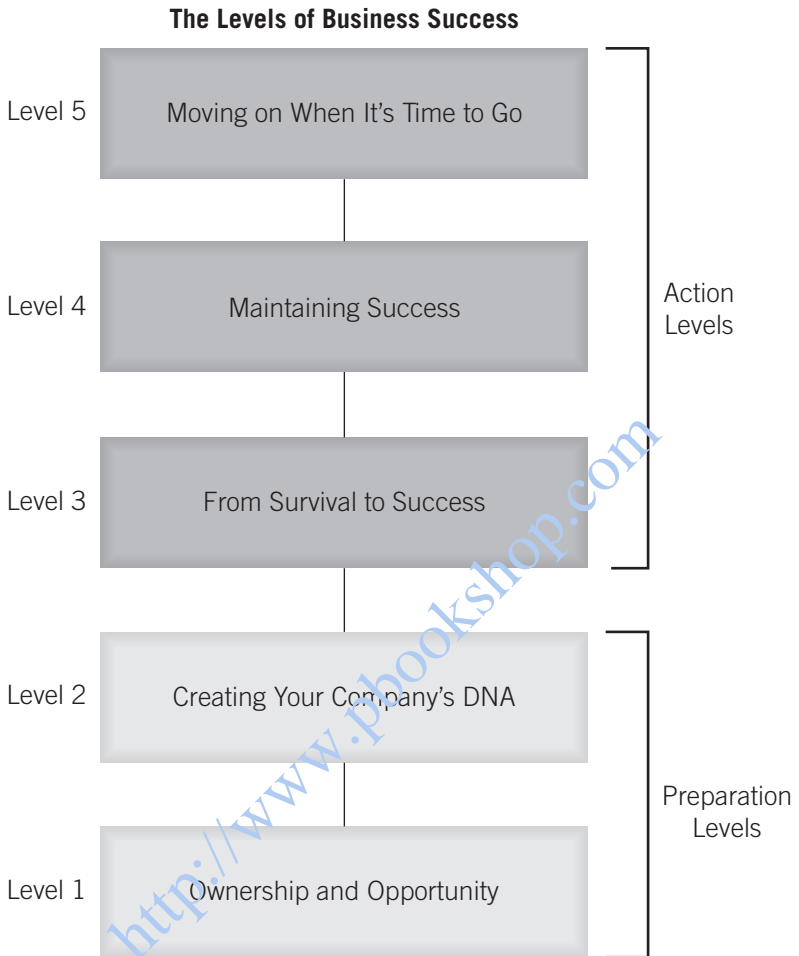 The Levels of Business Success
Level 5
Moving on When It's Time to Go
Level 4
Maintaining Success
Action
Levels
Level 3
From Survival to Success
Level 2
Creating Your Company's DNA
Preparation
Levels
Level 1
Ownership and Opportunity
http://www.pbookshop.com